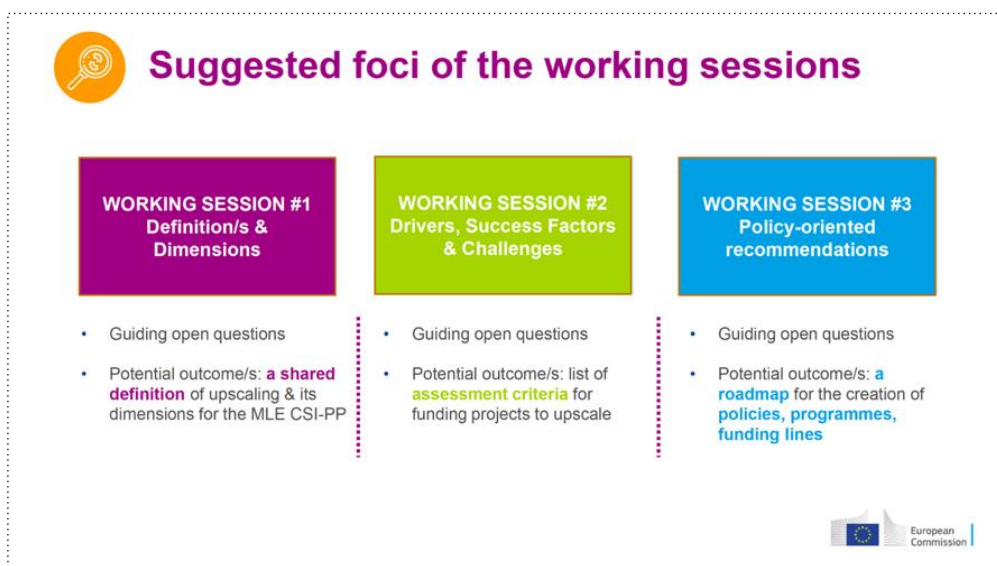 Suggested foci of the working sessions
WORKING SESSION #1
Definition/s &
Dimensions
WORKING SESSION #2
Drivers, Success Factors
& Challenges
WORKING SESSION #3
Policy-oriented
recommendations
• Guiding open questions
• Potential outcome/s: a shared
definition of upscaling & its
dimensions for the MLE CSI-PP
• Guiding open questions
• Potential outcome/s: list of
assessment criteria for
funding projects to upscale
• Guiding open questions
• Potential outcome/s: a
roadmap for the creation of
policies, programmes,
funding lines
European
Commission